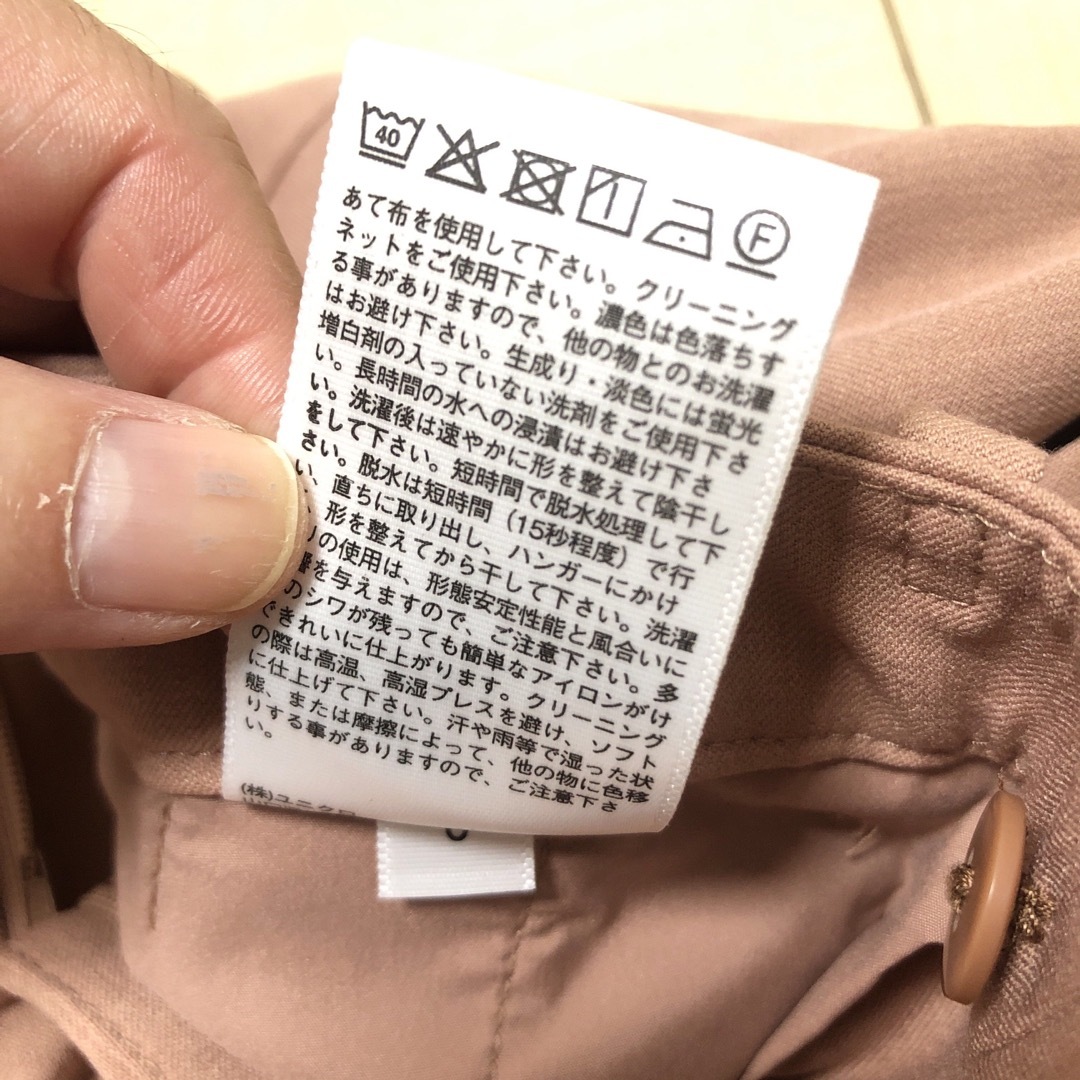 40
F
あて布を使用して下さい。クリーニング
ネットをご使用下さい。濃色は色落ちす
る事がありますので、他の物とのお洗濯
はお避け下さい。生成り・淡色には蛍光
増白剤の入っていない洗剤をご使用下さ
い。長時間の水への浸漬はお避け下さ
い。洗濯後は速やかに形を整えて陰干し
をして下さい。短時間で脱水処理して下
さい。脱水は短時間（15秒程度）で行
い、直ちに取り出し、ハンガーにかけ
、形を整えてから干して下さい。洗濯
の使用は、形態安定性能と風合いに
響を与えますので、ご注意下さい。多
のシワが残っても簡単なアイロンがけ
できれいに仕上がります。クリーニング
の際は高温、高湿プレスを避け、ソフト
に仕上げて下さい。汗や雨等で湿った状
態、または摩擦によって、他の物に色移
りする事がありますので、ご注意下さ
い。
(株)ユニクロ